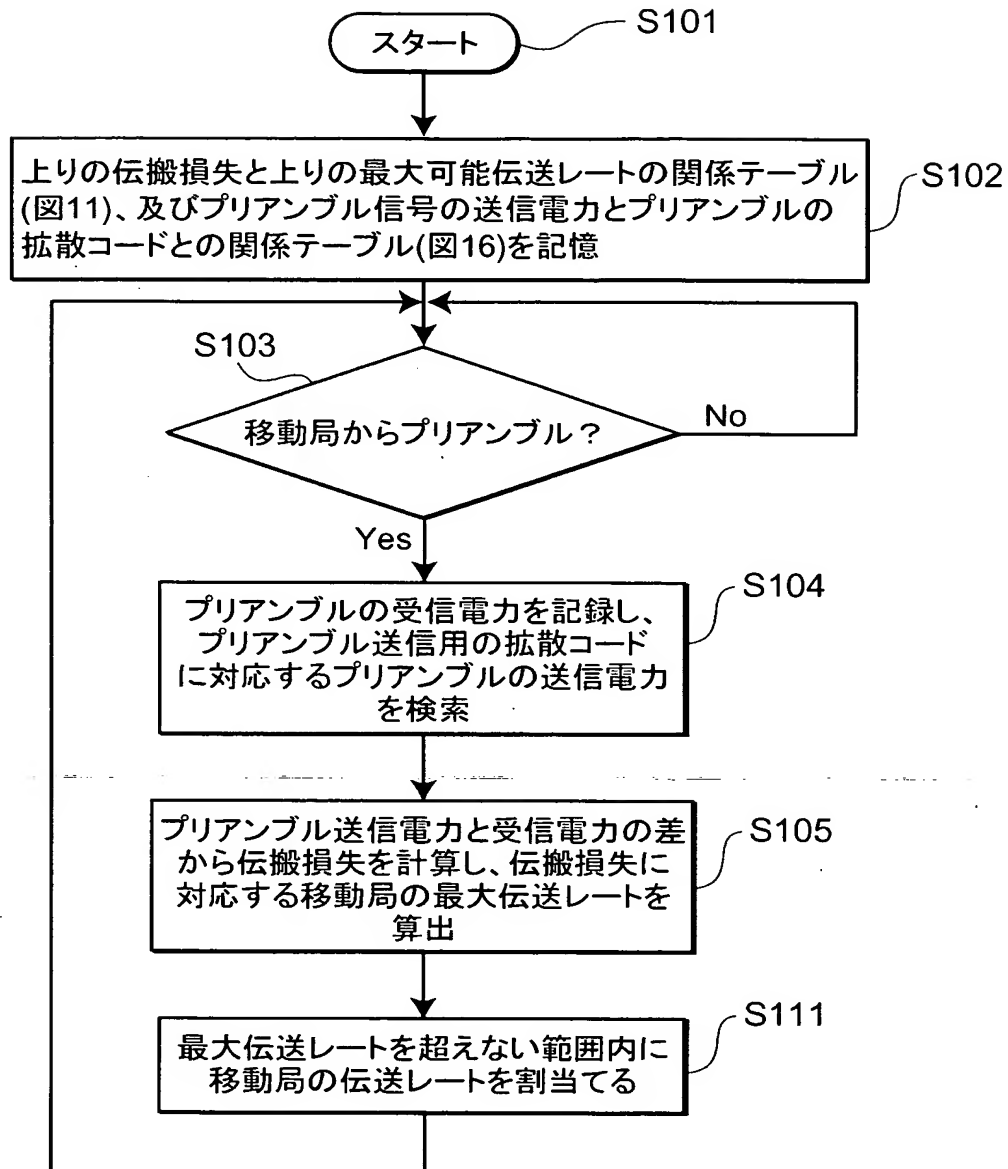 スタート
S101
上りの伝搬損失と上りの最大可能伝送レートの関係テーブル
(図11)、及びプリアンブル信号の送信電力とプリアンブルの
拡散コードとの関係テーブル(図16)を記憶
S102
S103
移動局からプリアンブル？
No
Yes
S104
プリアンブルの受信電力を記録し、
プリアンブル送信用の拡散コード
に対応するプリアンブルの送信電力
を検索
S105
プリアンブル送信電力と受信電力の差
から伝搬損失を計算し、伝搬損失に
対応する移動局の最大伝送レートを
算出
S111
最大伝送レートを超えない範囲内に
移動局の伝送レートを割当てる